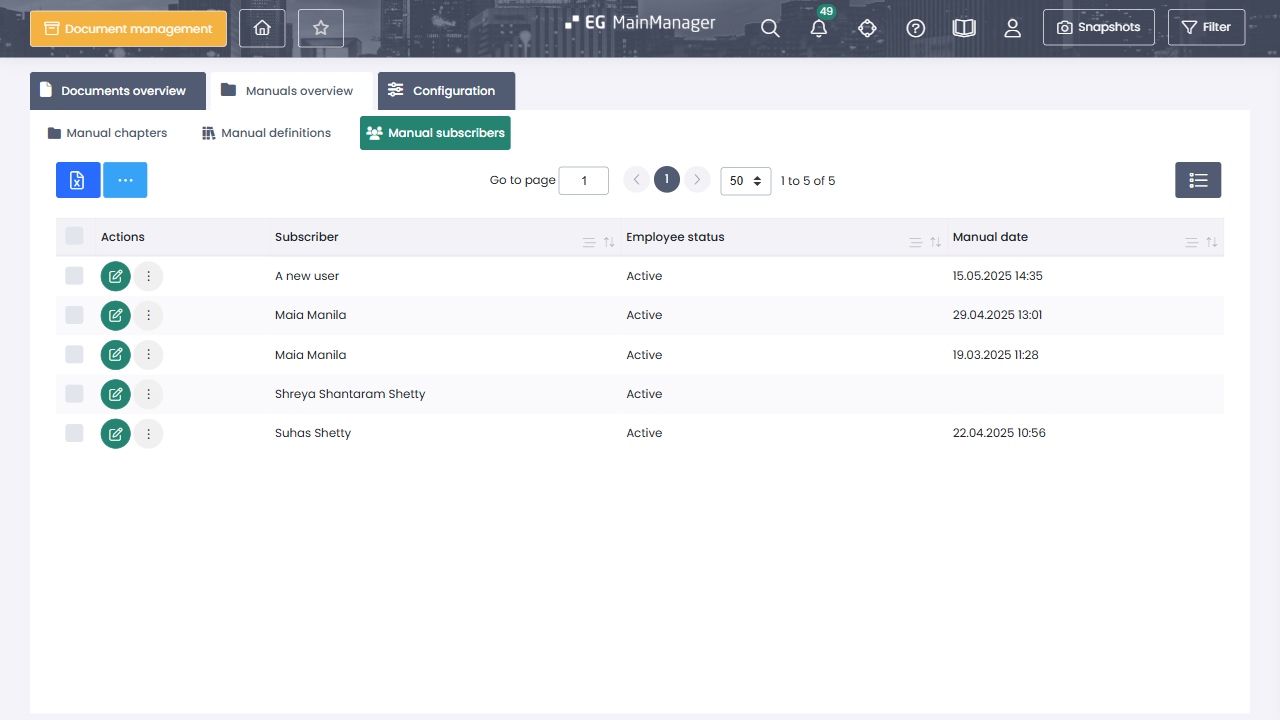 Document management
EG MainManager
49
Snapshots
Filter
Documents overview
Manuals overview
Configuration
Manual chapters
Manual definitions
Manual subscribers
Go to page 1 1 50 1 to 5 of 5
Actions Subscriber Employee status Manual date
A new user Active 15.05.2025 14:35
Maia Manila Active 29.04.2025 13:01
Maia Manila Active 19.03.2025 11:28
Shreya Shantaram Shetty Active
Suhas Shetty Active 22.04.2025 10:56